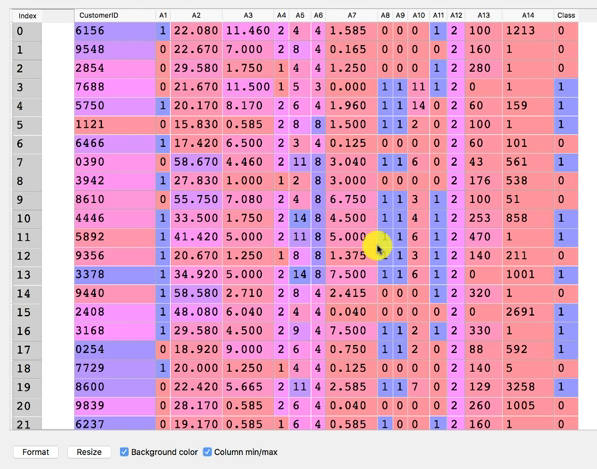 Index CustomerID A1 A2 A3 A4 A5 A6 A7 A8 A9 A10 A11 A12 A13 A14 Class
0 6156 1 22.080 11.460 2 4 4 1.585 0 0 0 1 2 100 1213 0
1 9548 0 22.670 7.000 2 8 4 0.165 0 0 0 0 2 160 1 0
2 2854 0 29.580 1.750 1 4 4 1.250 0 0 0 1 2 280 1 0
3 7688 0 21.670 11.500 1 5 3 0.000 1 1 11 1 2 0 1 1
4 5750 1 20.170 8.170 2 6 4 1.960 1 1 14 0 2 60 159 1
5 1121 0 15.830 0.585 2 8 8 1.500 1 1 2 0 2 100 1 1
6 6466 1 17.420 6.500 2 3 4 0.125 0 0 0 0 2 60 101 0
7 0390 0 58.670 4.460 2 11 8 3.040 1 1 6 0 2 43 561 1
8 3942 1 27.830 1.000 1 2 8 3.000 0 0 0 0 2 176 538 0
9 8610 0 55.750 7.080 2 4 8 6.750 1 1 3 1 2 100 51 0
10 4446 1 33.500 1.750 2 14 8 4.500 1 1 4 1 2 253 858 1
11 5892 1 41.420 5.000 2 11 8 5.000 1 1 6 1 2 470 1 1
12 9356 1 20.670 1.250 1 8 8 1.375 1 1 3 1 2 140 211 0
13 3378 1 34.920 5.000 2 14 8 7.500 1 1 6 1 2 0 1001 1
14 9440 1 58.580 2.710 2 8 4 2.415 0 0 0 1 2 320 1 0
15 2408 1 48.080 6.040 2 4 4 0.040 0 0 0 0 2 0 2691 1
16 3168 1 29.580 4.500 2 9 4 7.500 1 1 2 1 2 330 1 1
17 0254 0 18.920 9.000 2 6 4 0.750 1 1 2 0 2 88 592 1
18 7729 1 20.000 1.250 1 4 4 0.125 0 0 0 0 2 140 5 0
19 8600 0 22.420 5.665 2 11 4 2.585 1 1 7 0 2 129 3258 1
20 9839 0 28.170 0.585 2 6 4 0.040 0 0 0 0 2 260 1005 0
21 6237 0 19.170 0.585 1 6 4 0.585 1 0 0 1 2 160 1 0
Format Resize Background color Column min/max